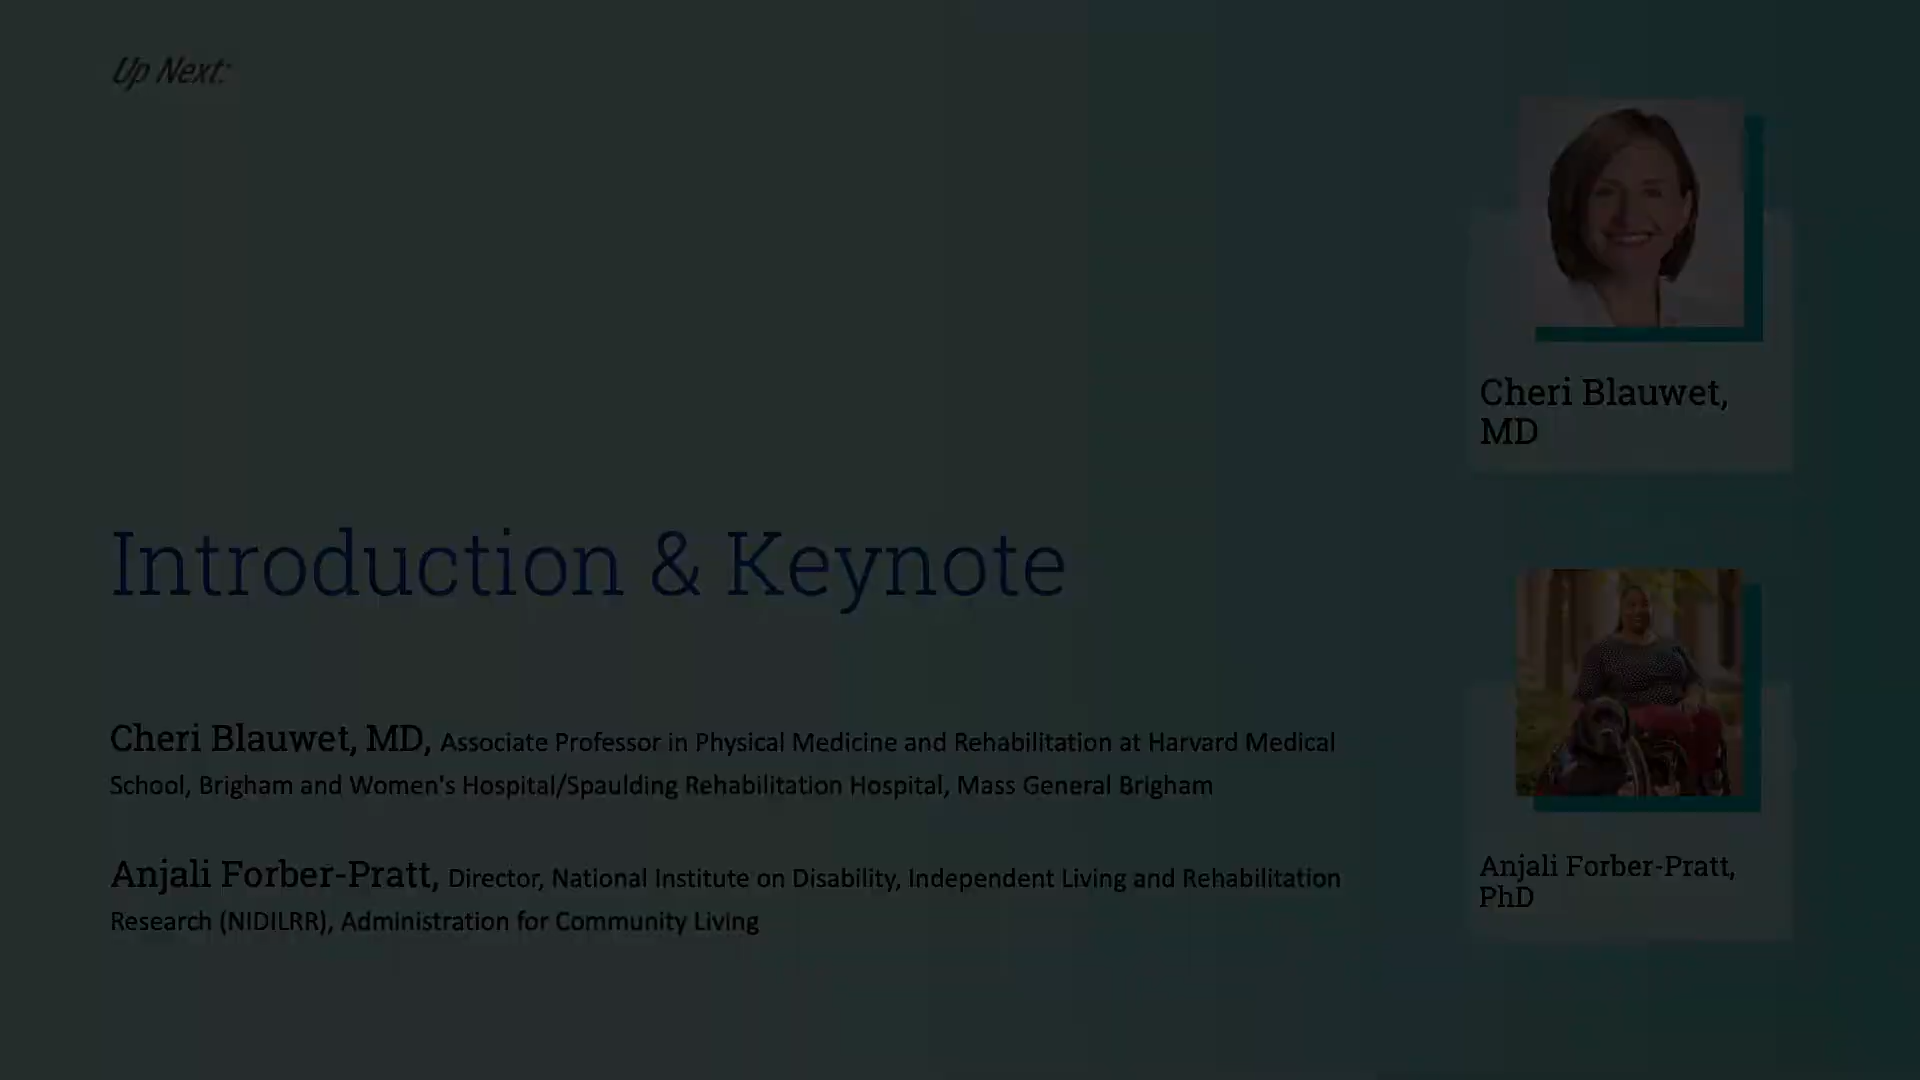 Up Next:
Cheri Blauwet,
MD
Introduction & Keynote
Cheri Blauwet, MD, Associate Professor in Physical Medicine and Rehabilitation at Harvard Medical
School, Brigham and Women's Hospital/Spaulding Rehabilitation Hospital, Mass General Brigham
Anjali Forber-Pratt, Director, National Institute on Disability, Independent Living and Rehabilitation
Research (NIDILRR), Administration for Community Living
Anjali Forber-Pratt,
PhD